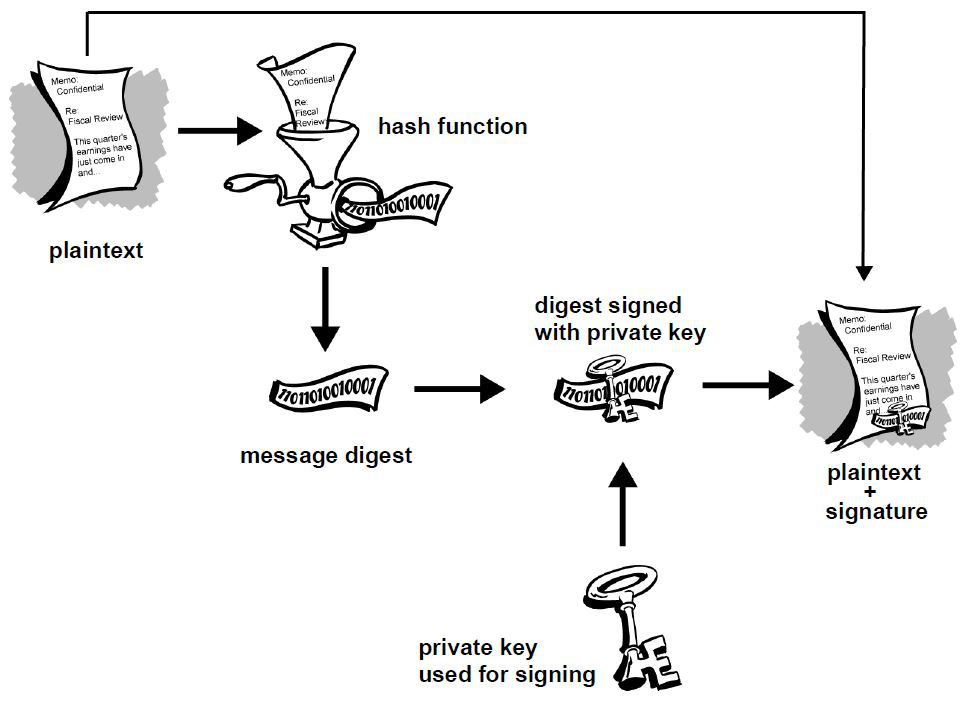 Memo:
Confidential
Re:
Fiscal Review
This quarter's
earnings have
just come in
and...
plaintext
Memo:
Confidential
Re:
Fiscal
Review:
hash function
11011010010001
message digest
11011010010001
digest signed
with private key
1101101 010001
private key
used for signing
Memo:
Confidential
Re:
Fiscal Review
This quarter's
earnings have
just come in
and
11011 10001
plaintext
+
signature